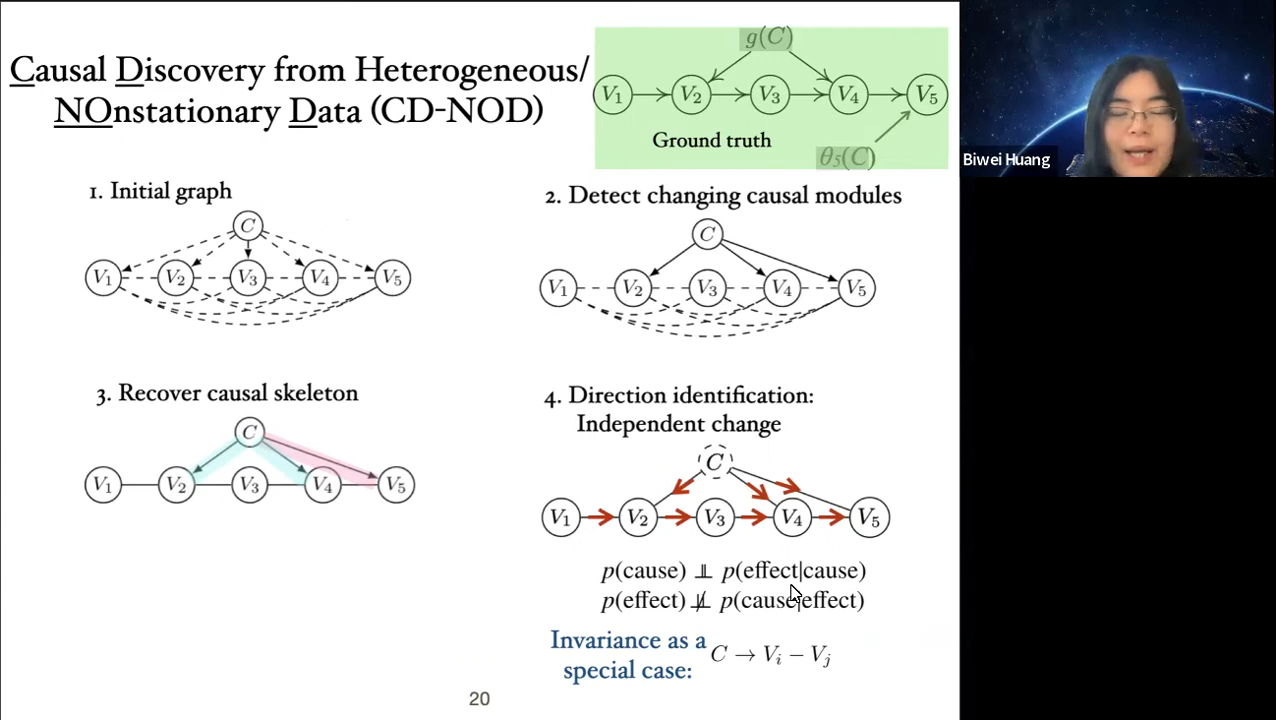 Causal Discovery from Heterogeneous/
NOnstationary Data (CD-NOD)
g(C)
V₁ V₂ V₃ V₄ V₅
Ground truth
θ₅(C)
Biwei Huang
1. Initial graph
C
V₁ V₂ V₃ V₄ V₅
2. Detect changing causal modules
C
V₁ V₂ V₃ V₄ V₅
3. Recover causal skeleton
C
V₁ V₂ V₃ V₄ V₅
4. Direction identification:
Independent change
C
V₁ V₂ V₃ V₄ V₅
p(cause) ⫫ p(effect|cause)
p(effect) ⫫̸ p(cause|effect)
Invariance as a
special case:
C → Vᵢ − Vⱼ
20